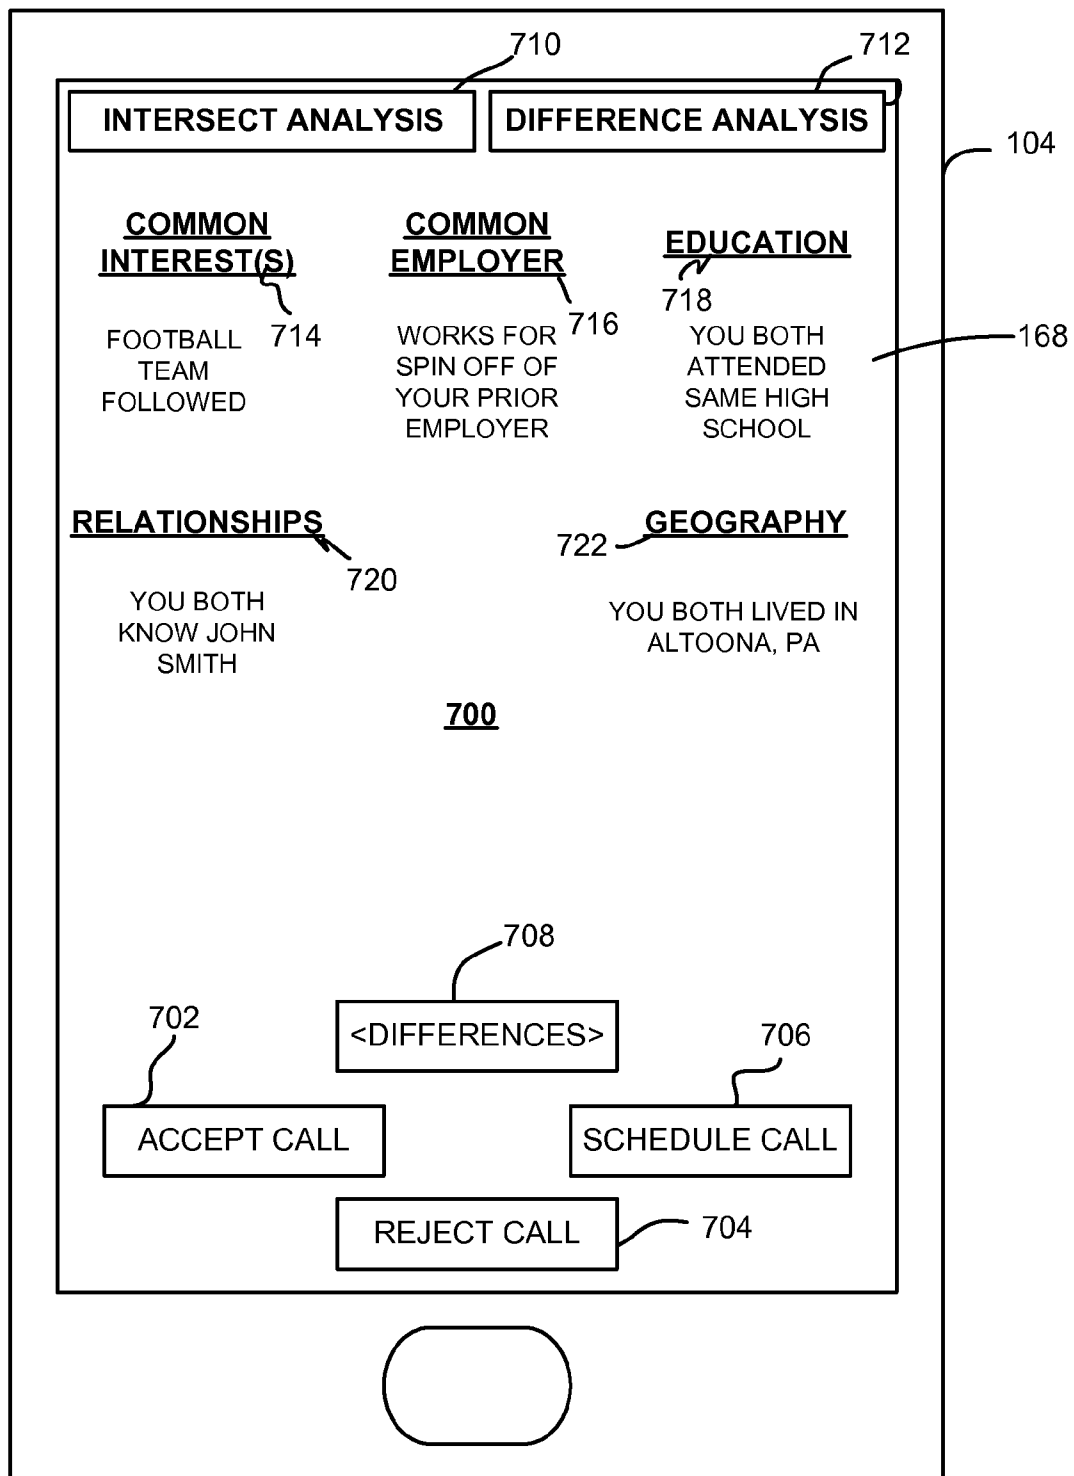 710
712
INTERSECT ANALYSIS
DIFFERENCE ANALYSIS
104
COMMON
INTEREST(S)
714
FOOTBALL
TEAM
FOLLOWED
COMMON
EMPLOYER
716
WORKS FOR
SPIN OFF OF
YOUR PRIOR
EMPLOYER
EDUCATION
718
YOU BOTH
ATTENDED
SAME HIGH
SCHOOL
168
RELATIONSHIPS
720
YOU BOTH
KNOW JOHN
SMITH
GEOGRAPHY
722
YOU BOTH LIVED IN
ALTOONA, PA
700
708
<DIFFERENCES>
702
ACCEPT CALL
706
SCHEDULE CALL
REJECT CALL
704